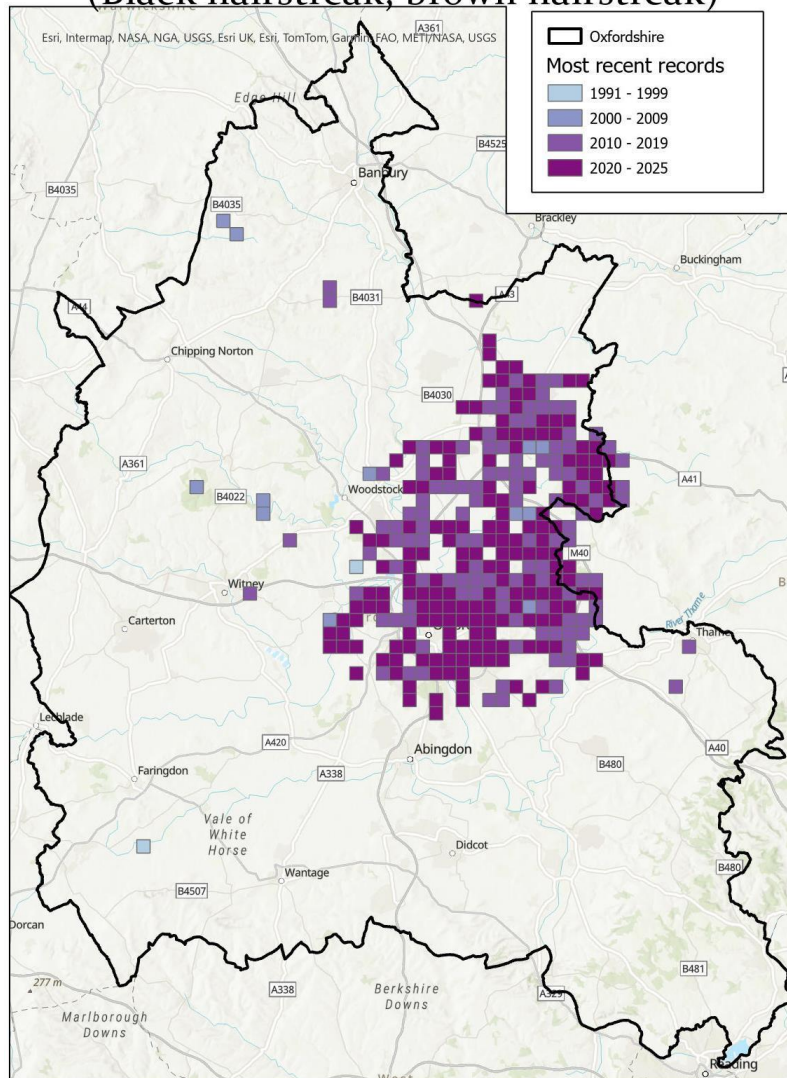 (Black hairstreak, brown hairstreak)
Warwickshire
Esri, Intermap, NASA, NGA, USGS, Esri UK, Esri, TomTom, Garmin, FAO, METI/NASA, USGS
A361
Oxfordshire
Most recent records
1991 - 1999
2000 - 2009
2010 - 2019
2020 - 2025
Edge Hill
B4525
Banbury
B4035
B4035
Brackley
Buckingham
A44
B4031
A43
Chipping Norton
B4030
A361
Woodstock
B4022
A41
M40
Witney
River Thame
Carterton
Thame
Lechblade
A420
Abingdon
A40
Faringdon
A338
B480
Vale of
White
Horse
Didcot
B480
Wantage
B4507
Dorcan
277 m
A338
Berkshire
Downs
A329
B481
Marlborough
Downs
Reading